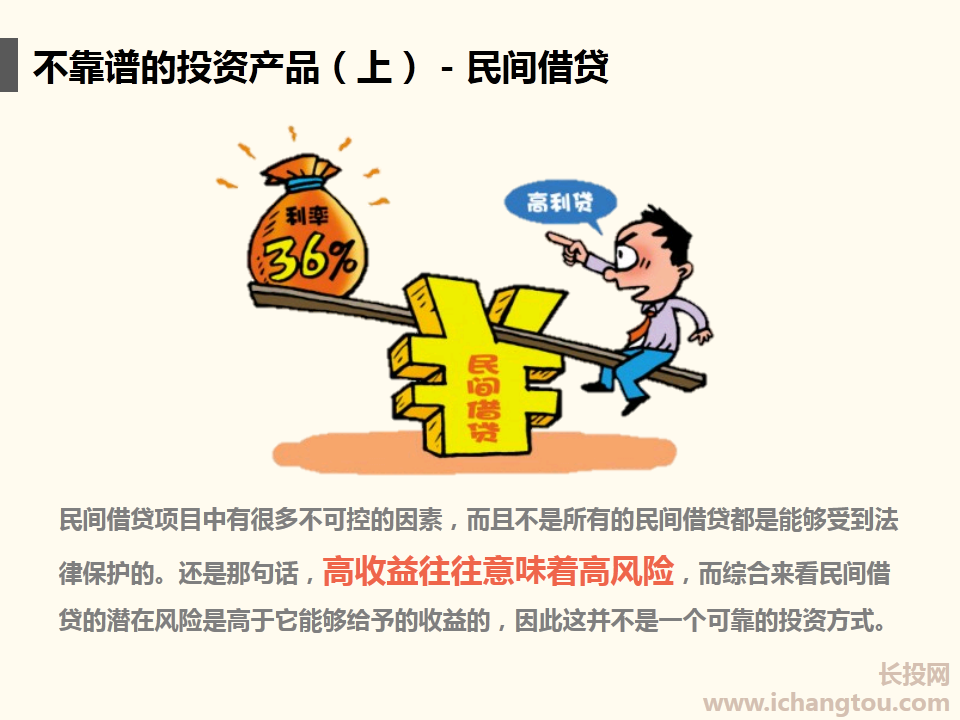 不靠谱的投资产品（上）- 民间借贷
高利贷
利率
36%
民间借贷
民间借贷项目中有很多不可控的因素，而且不是所有的民间借贷都是能够受到法
律保护的。还是那句话，高收益往往意味着高风险，而综合来看民间借
贷的潜在风险是高于它能够给予的收益的，因此这并不是一个可靠的投资方式。
长投网
www.ichangtou.com